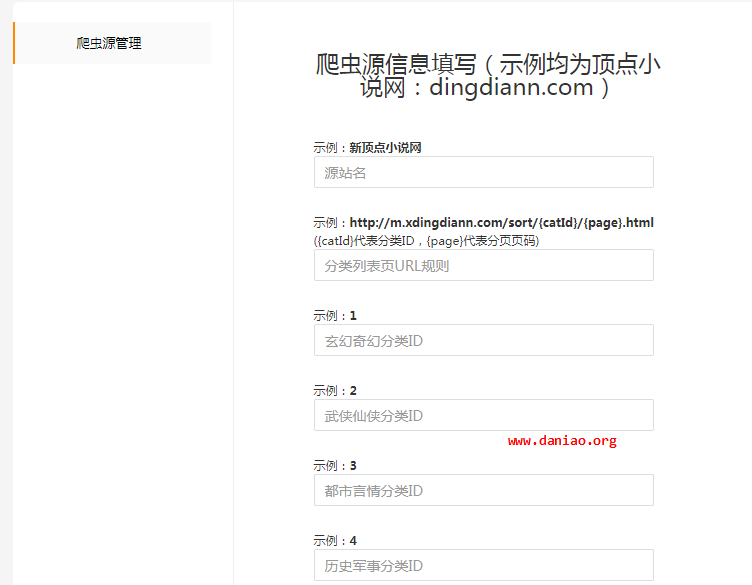 爬虫源管理
爬虫源信息填写（示例均为顶点小
说网：dingdiann.com）
示例：新顶点小说网
源站名
示例：http://m.xdingdiann.com/sort/{catId}/{page}.html
({catId}代表分类ID，{page}代表分页页码)
分类列表页URL规则
示例：1
玄幻奇幻分类ID
示例：2
武侠仙侠分类ID
www.daniao.org
示例：3
都市言情分类ID
示例：4
历史军事分类ID